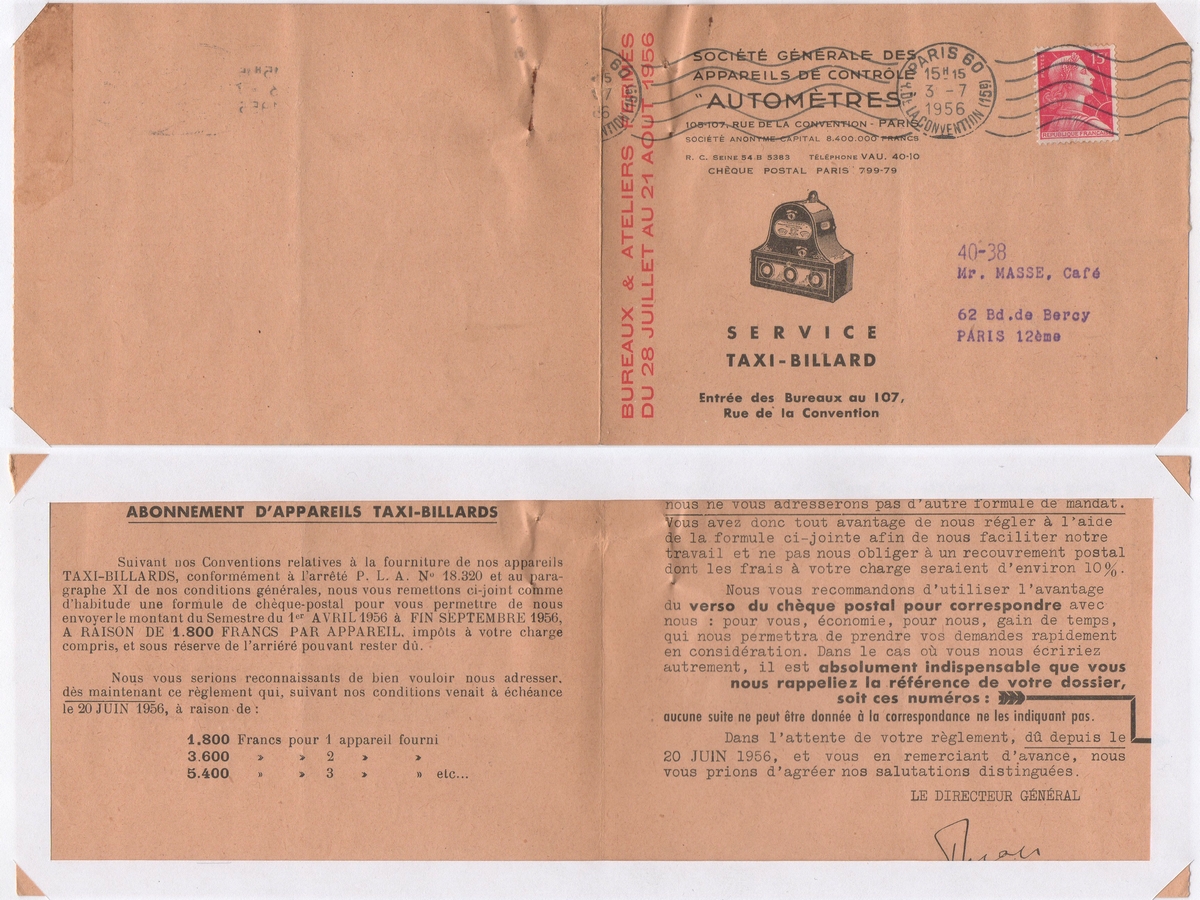 BUREAUX & ATELIERS FERMÉS
DU 28 JUILLET AU 21 AOUT 1956
SOCIÉTÉ GÉNÉRALE DES
APPAREILS DE CONTRÔLE
"AUTOMÈTRES"
105-107, RUE DE LA CONVENTION - PARIS
SOCIÉTÉ ANONYME CAPITAL 8.400.000 FRANCS
R. C. SEINE 54 B 5383 TÉLÉPHONE VAU. 40-10
CHÈQUE POSTAL PARIS 799-79
PARIS 60
15H15
3 -7
1956
DE LA CONVENTION (15e)
15F
REPUBLIQUE FRANÇAISE
SERVICE
TAXI-BILLARD
Entrée des Bureaux au 107,
Rue de la Convention
40-38
Mr. MASSE, Café
62 Bd.de Bercy
PARIS 12ème
ABONNEMENT D'APPAREILS TAXI-BILLARDS
Suivant nos Conventions relatives à la fourniture de nos appareils
TAXI-BILLARDS, conformément à l'arrêté P. L. A. No 18.320 et au para-
graphe XI de nos conditions générales, nous vous remettons ci-joint comme
d'habitude une formule de chèque-postal pour vous permettre de nous
envoyer le montant du Semestre du 1er AVRIL 1956 à FIN SEPTEMBRE 1956,
A RAISON DE 1.800 FRANCS PAR APPAREIL, impôts à votre charge
compris, et sous réserve de l'arriéré pouvant rester dû.
Nous vous serions reconnaissants de bien vouloir nous adresser,
dès maintenant ce règlement qui, suivant nos conditions venait à échéance
le 20 JUIN 1956, à raison de :
1.800 Francs pour 1 appareil fourni
3.600 » » 2 » »
5.400 » » 3 » » etc...
nous ne vous adresserons pas d'autre formule de mandat.
Vous avez donc tout avantage de nous régler à l'aide
de la formule ci-jointe afin de nous faciliter notre
travail et ne pas nous obliger à un recouvrement postal
dont les frais à votre charge seraient d'environ 10%.
Nous vous recommandons d'utiliser l'avantage
du verso du chèque postal pour correspondre avec
nous : pour vous, économie, pour nous, gain de temps,
qui nous permettra de prendre vos demandes rapidement
en considération. Dans le cas où vous nous écririez
autrement, il est absolument indispensable que vous
nous rappeliez la référence de votre dossier,
soit ces numéros :
aucune suite ne peut être donnée à la correspondance ne les indiquant pas.
Dans l'attente de votre règlement, dû depuis le
20 JUIN 1956, et vous en remerciant d'avance, nous
vous prions d'agréer nos salutations distinguées.
LE DIRECTEUR GÉNÉRAL